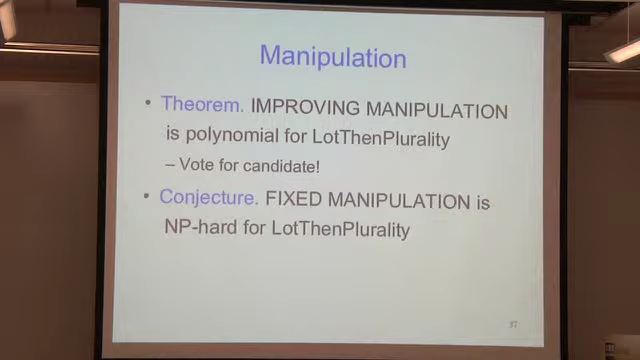 Manipulation
• Theorem. IMPROVING MANIPULATION
is polynomial for LotThenPlurality
– Vote for candidate!
• Conjecture. FIXED MANIPULATION is
NP-hard for LotThenPlurality
37